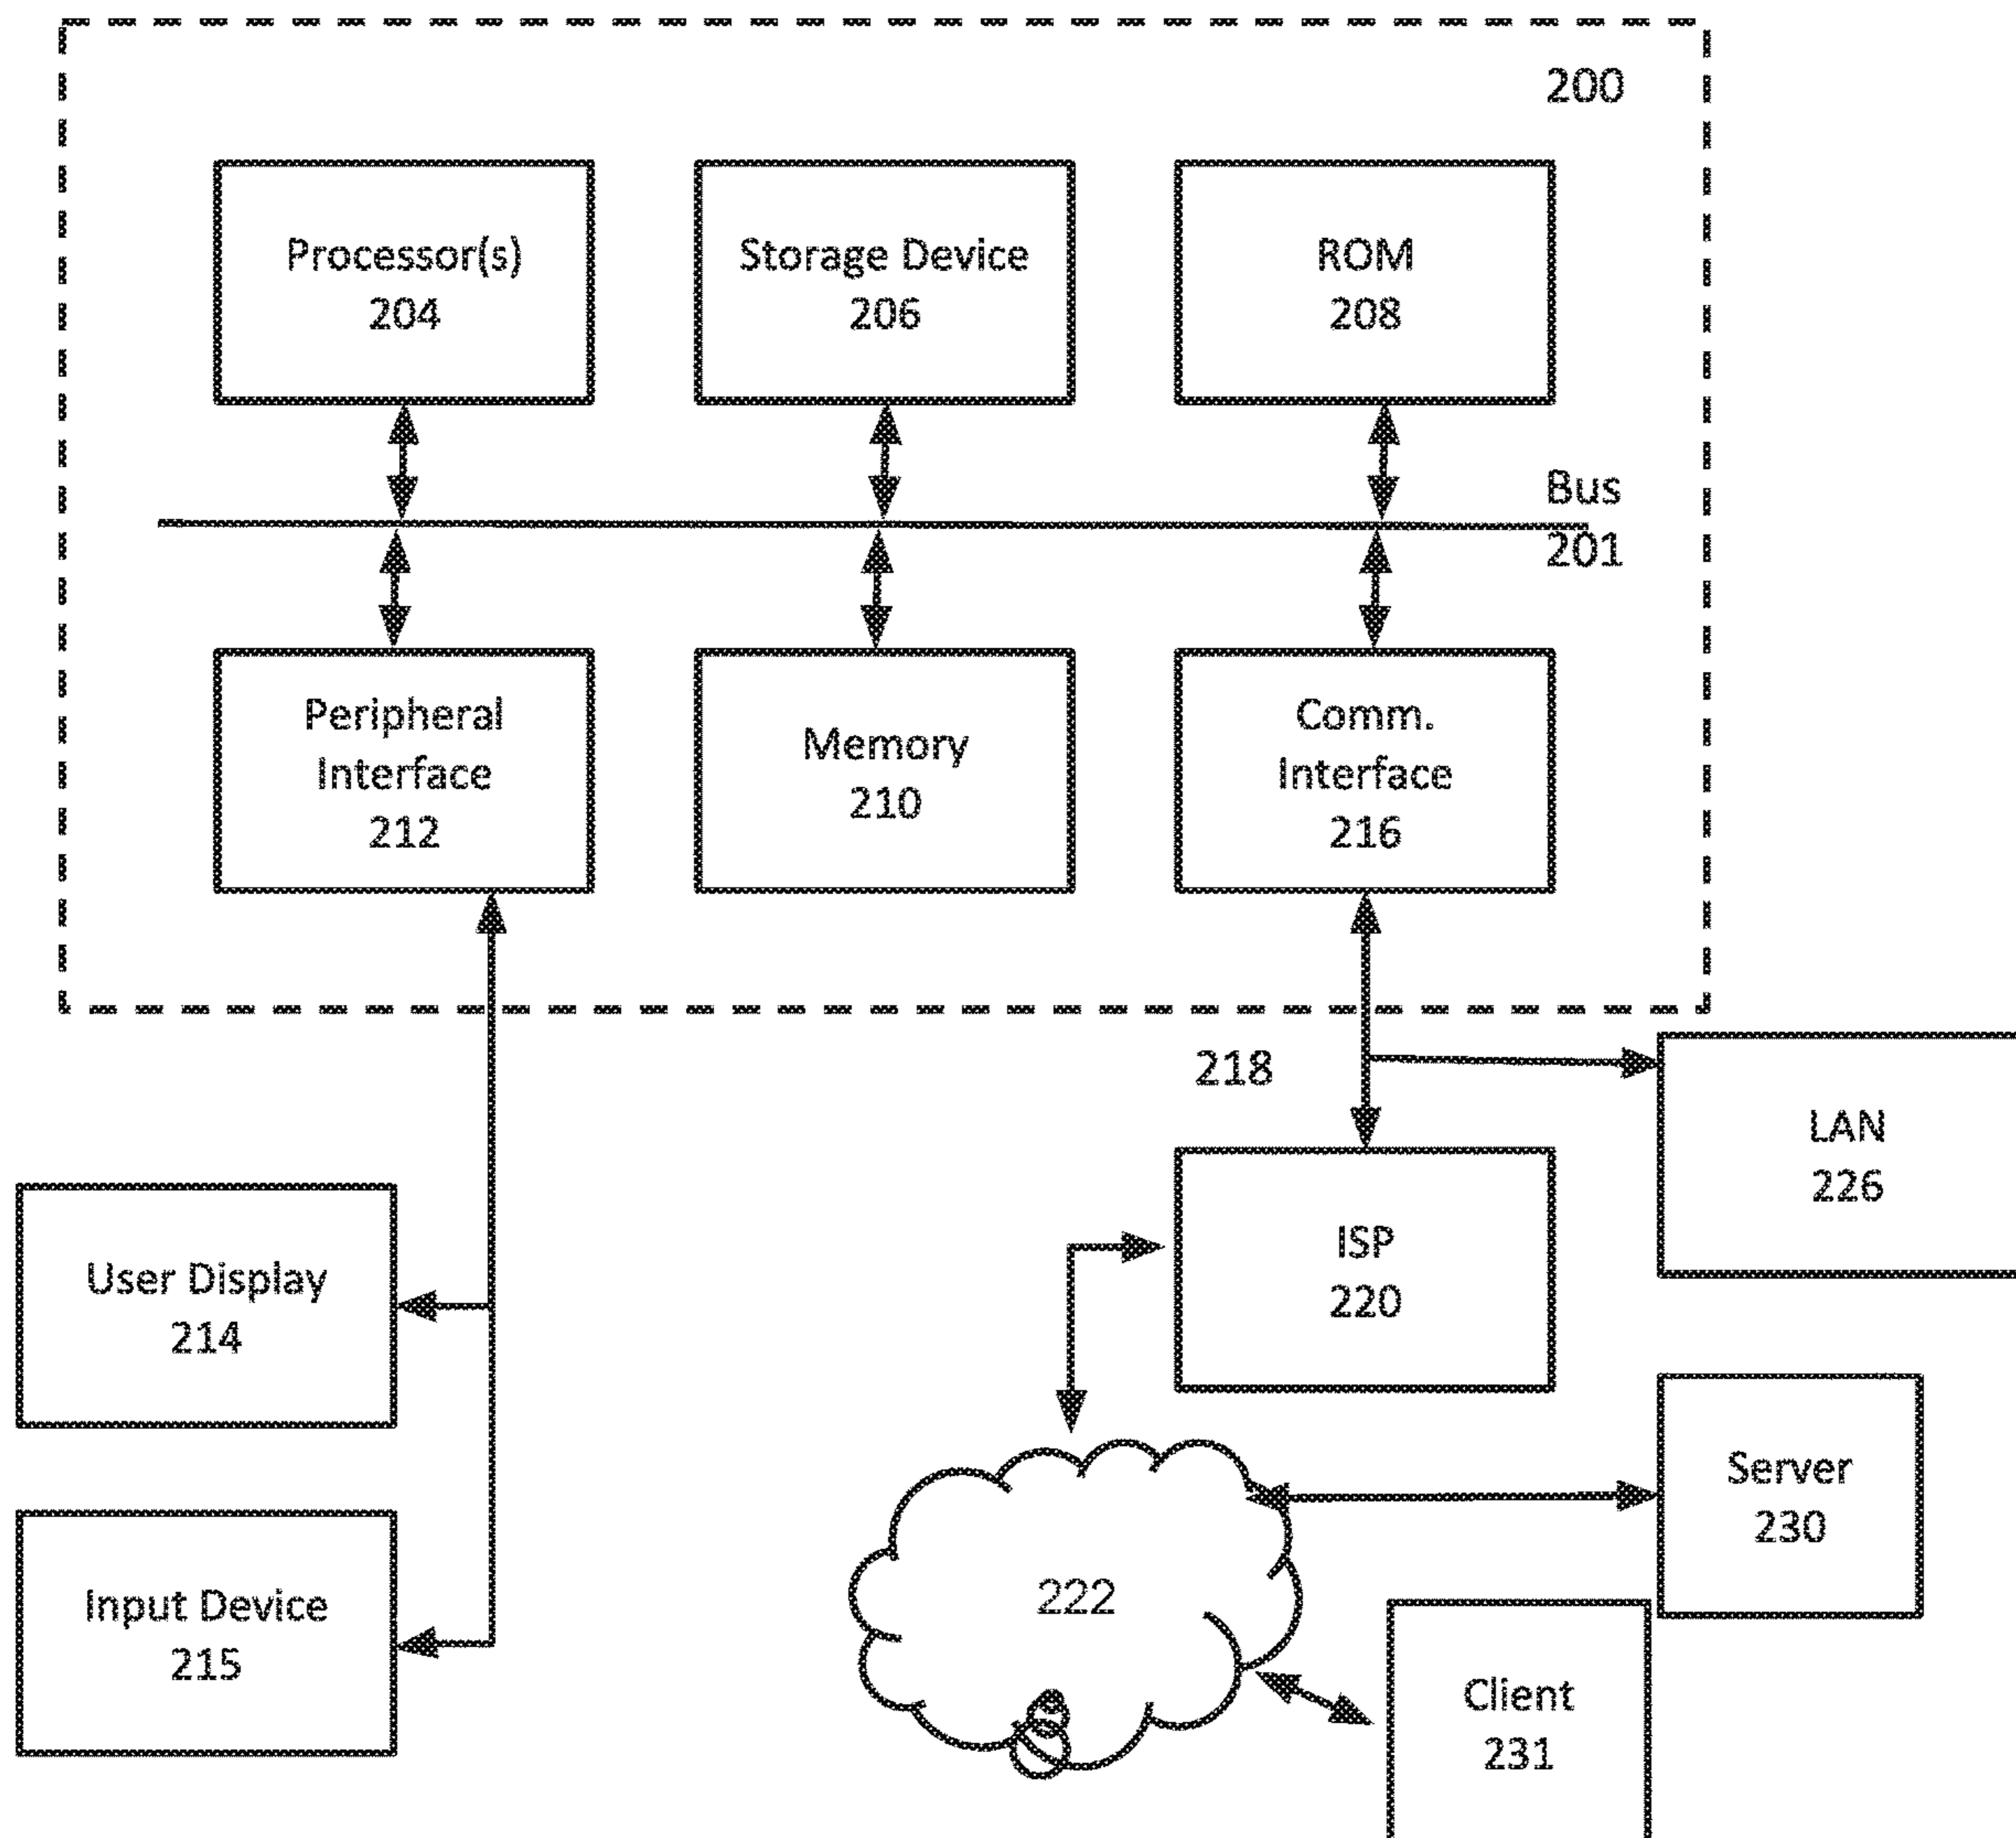 200
Processor(s)
204
Storage Device
206
ROM
208
Bus
201
Peripheral
Interface
212
Memory
210
Comm.
Interface
216
218
LAN
226
User Display
214
ISP
220
Server
230
Input Device
215
222
Client
231